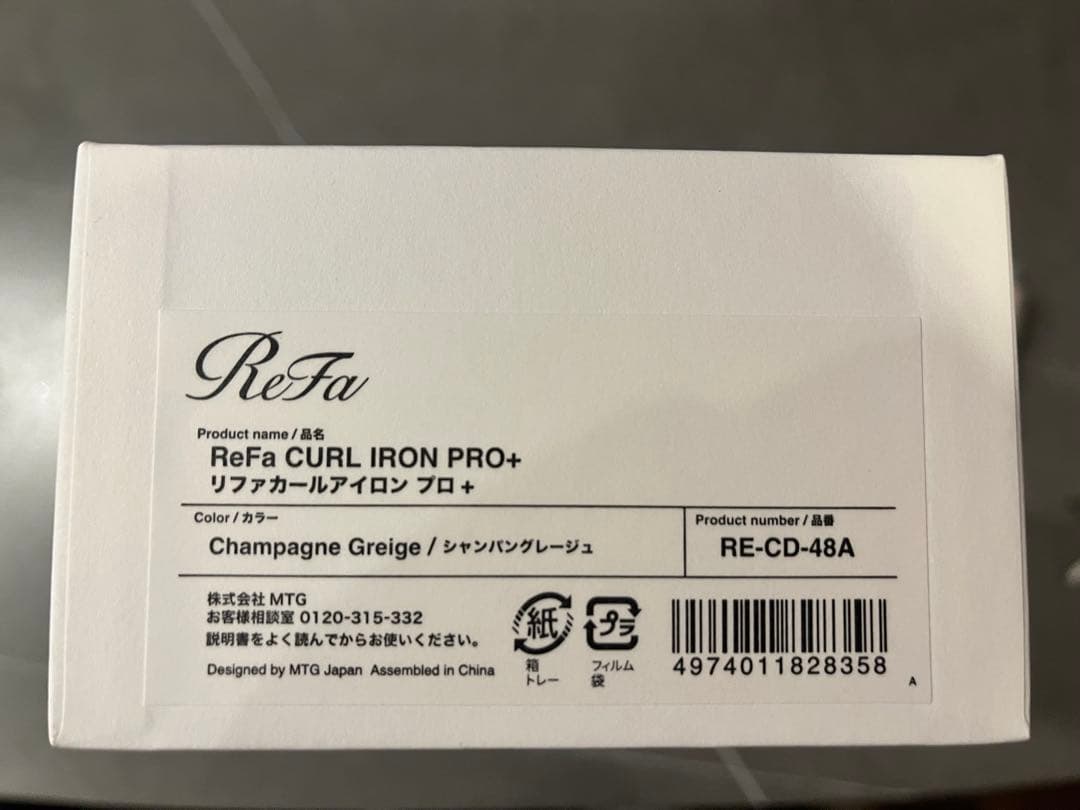 ReFa
Product name / 品名
ReFa CURL IRON PRO+
リファカールアイロン プロ +
Color / カラー
Champagne Greige / シャンパングレージュ
Product number / 品番
RE-CD-48A
株式会社 MTG
お客様相談室 0120-315-332
説明書をよく読んでからお使いください。
Designed by MTG Japan Assembled in China
紙
箱
トレー
プラ
フィルム
袋
4974011828358
A